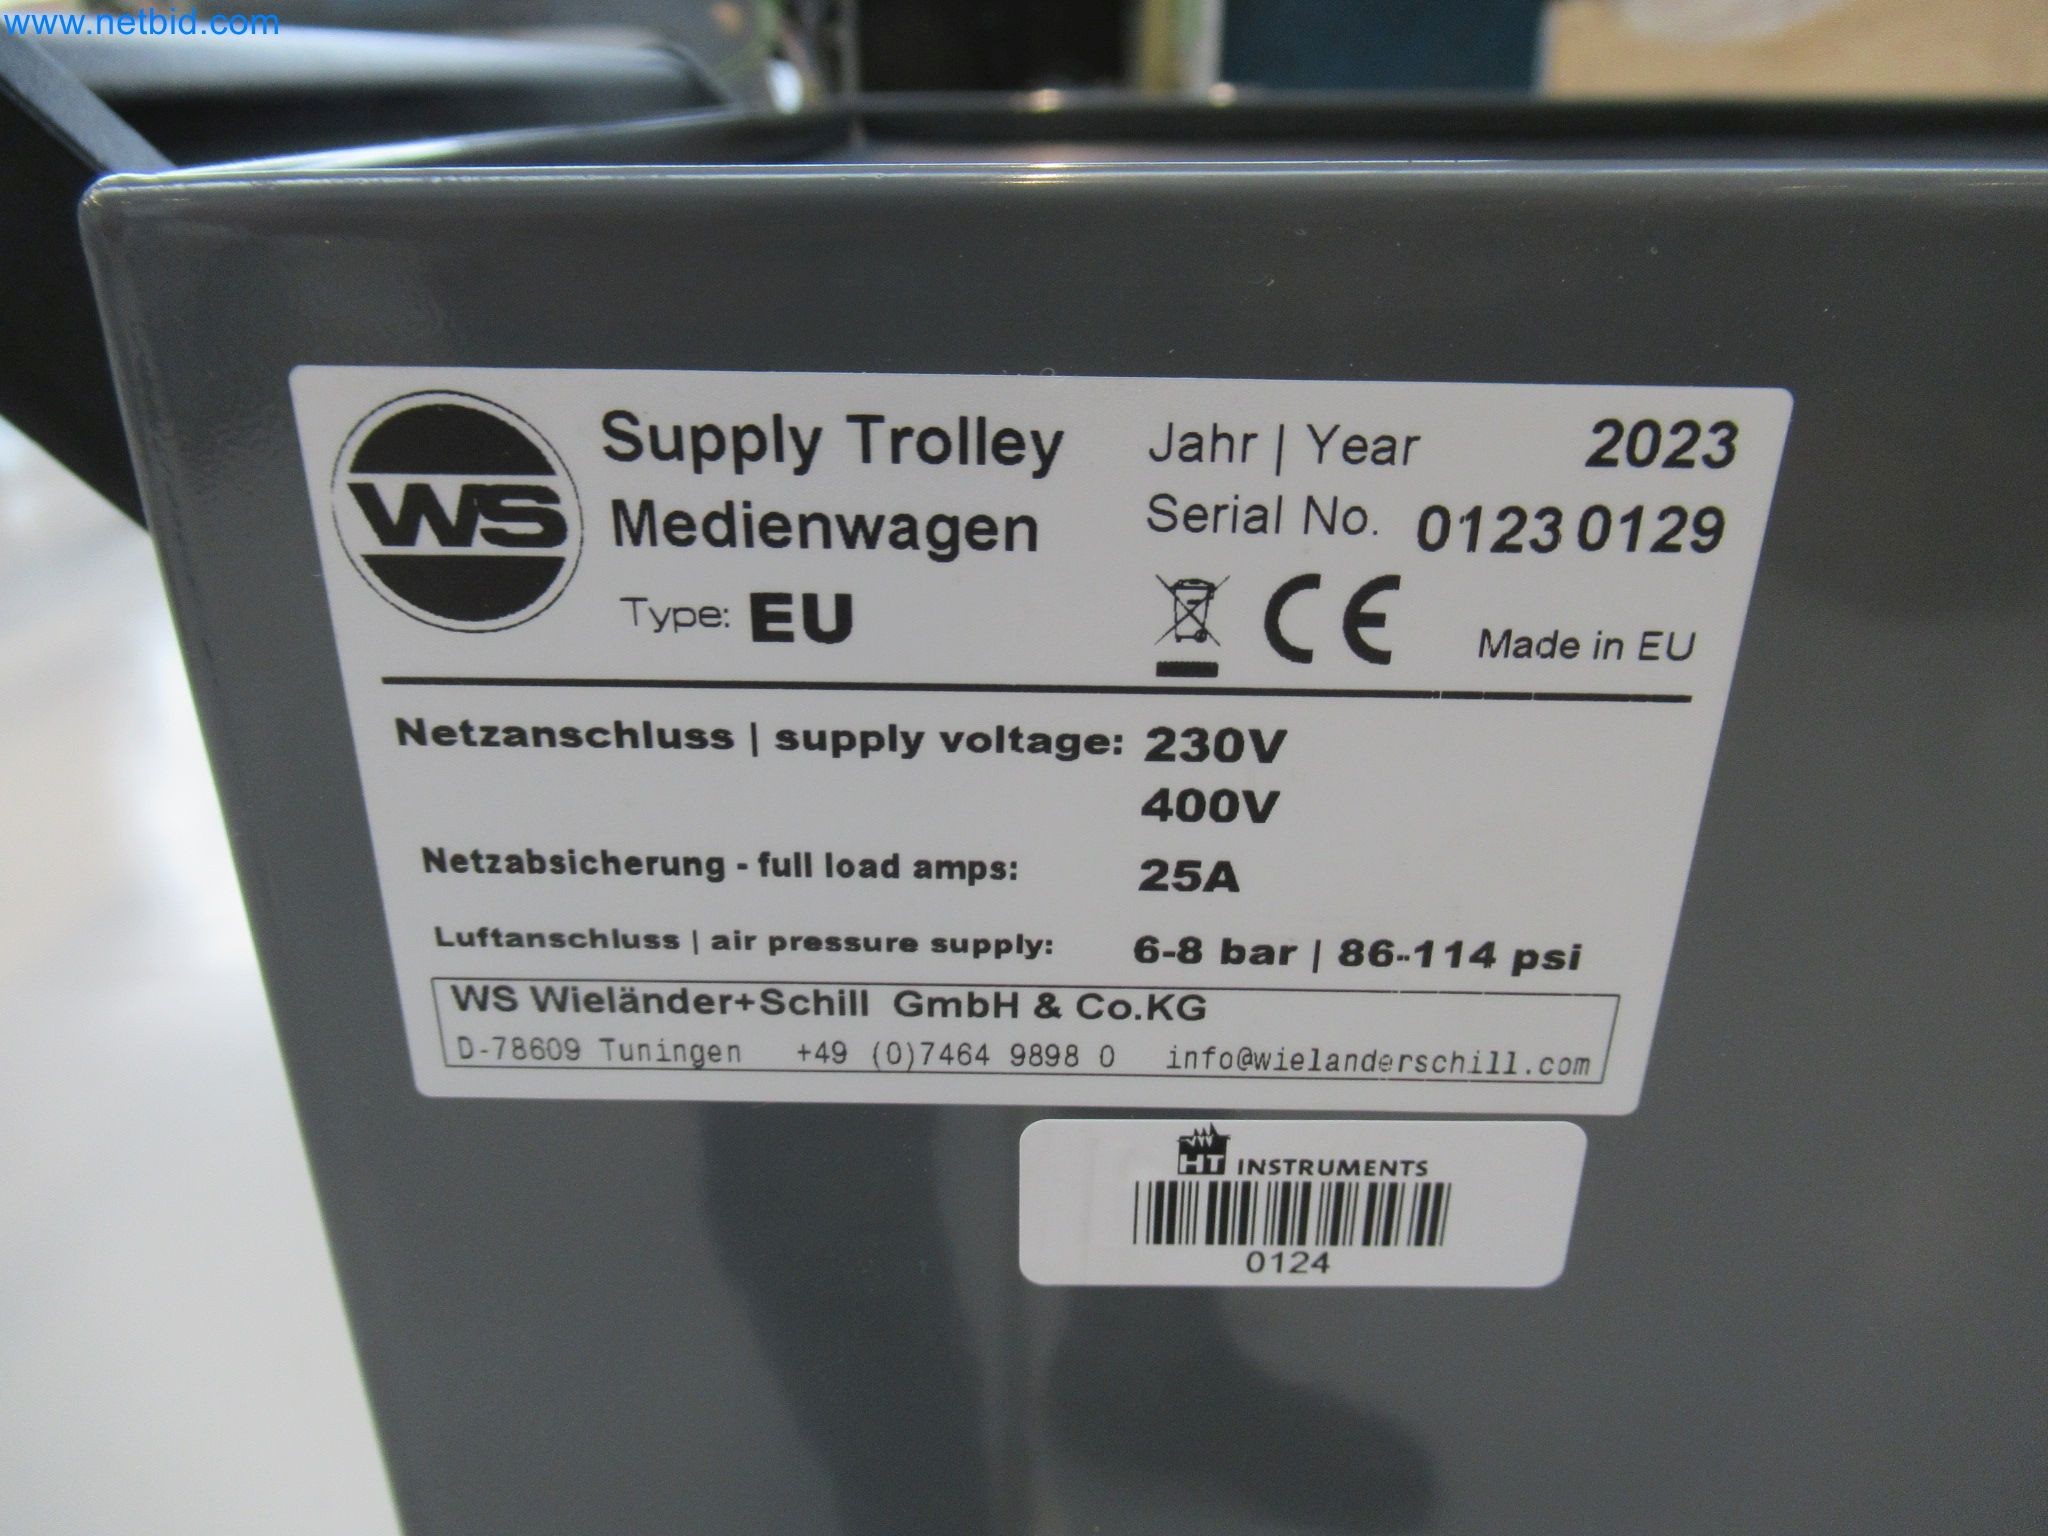 www.netbid.com
WS
Supply Trolley
Medienwagen
Type: EU
Jahr | Year 2023
Serial No. 01230129
CE Made in EU
Netzanschluss | supply voltage: 230V
400V
Netzabsicherung - full load amps: 25A
Luftanschluss | air pressure supply: 6-8 bar | 86-114 psi
WS Wieländer+Schill GmbH & Co.KG
D-78609 Tuningen +49 (0)7464 9898 0 info@wielanderschill.com
HT INSTRUMENTS
0124